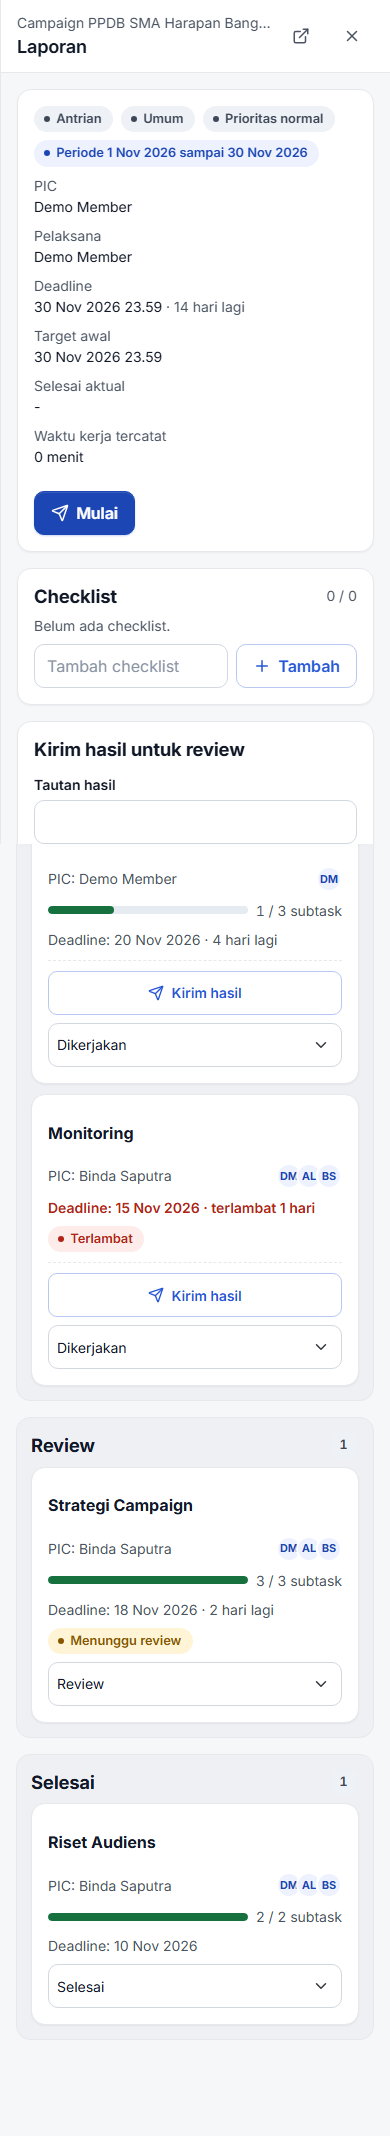 Campaign PPDB SMA Harapan Bang...
Laporan
Antrian
Umum
Prioritas normal
Periode 1 Nov 2026 sampai 30 Nov 2026
PIC
Demo Member
Pelaksana
Demo Member
Deadline
30 Nov 2026 23.59 · 14 hari lagi
Target awal
30 Nov 2026 23.59
Selesai aktual
-
Waktu kerja tercatat
0 menit
Mulai
Checklist 0 / 0
Belum ada checklist.
Tambah checklist
Tambah
Kirim hasil untuk review
Tautan hasil
PIC: Demo Member DM
1 / 3 subtask
Deadline: 20 Nov 2026 · 4 hari lagi
Kirim hasil
Dikerjakan
Monitoring
PIC: Binda Saputra DM AL BS
Deadline: 15 Nov 2026 · terlambat 1 hari
Terlambat
Kirim hasil
Dikerjakan
Review 1
Strategi Campaign
PIC: Binda Saputra DM AL BS
3 / 3 subtask
Deadline: 18 Nov 2026 · 2 hari lagi
Menunggu review
Review
Selesai 1
Riset Audiens
PIC: Binda Saputra DM AL BS
2 / 2 subtask
Deadline: 10 Nov 2026
Selesai